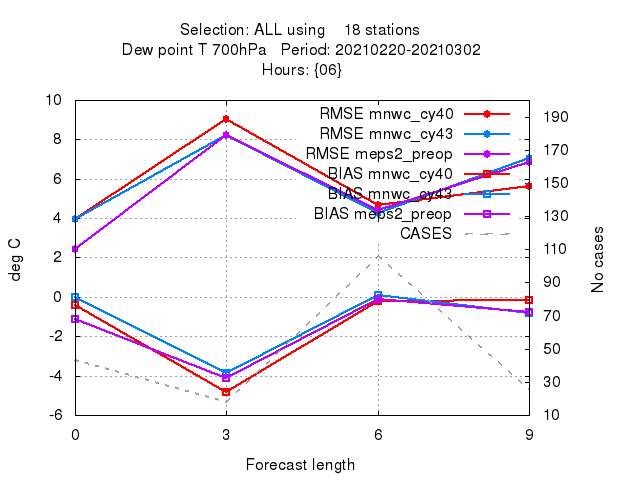 Selection: ALL using    18 stations
Dew point T 700hPa   Period: 20210220-20210302
Hours: {06}
10
8
6
4
2
0
-2
-4
-6
deg C
RMSE mnwc_cy40
RMSE mnwc_cy43
RMSE meps2_preop
BIAS mnwc_cy40
BIAS mnwc_cy43
BIAS meps2_preop
CASES
190
170
150
130
110
90
70
50
30
10
No cases
0 3 6 9
Forecast length